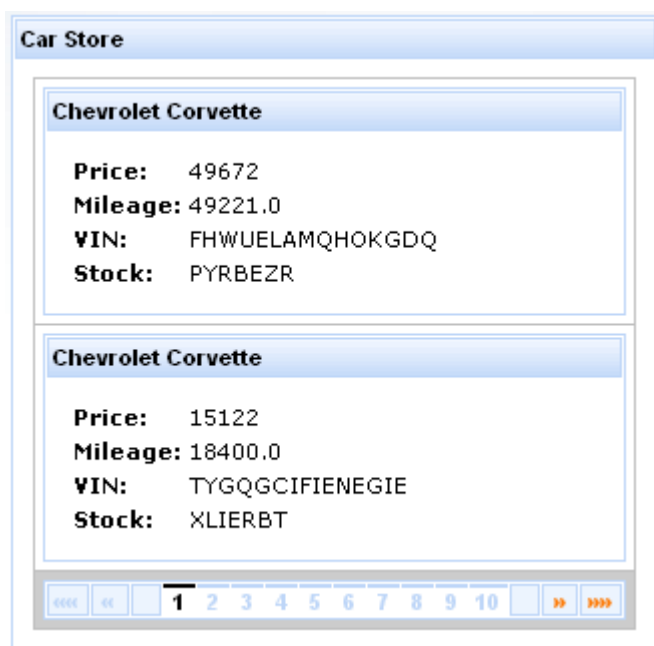 Car Store
Chevrolet Corvette
Price: 49672
Mileage: 49221.0
VIN: FHWUELAMQHOKGDQ
Stock: PYRBEZR
Chevrolet Corvette
Price: 15122
Mileage: 18400.0
VIN: TYGQGCIFIENEGIE
Stock: XLIERBT
«« « 1 2 3 4 5 6 7 8 9 10 » »»